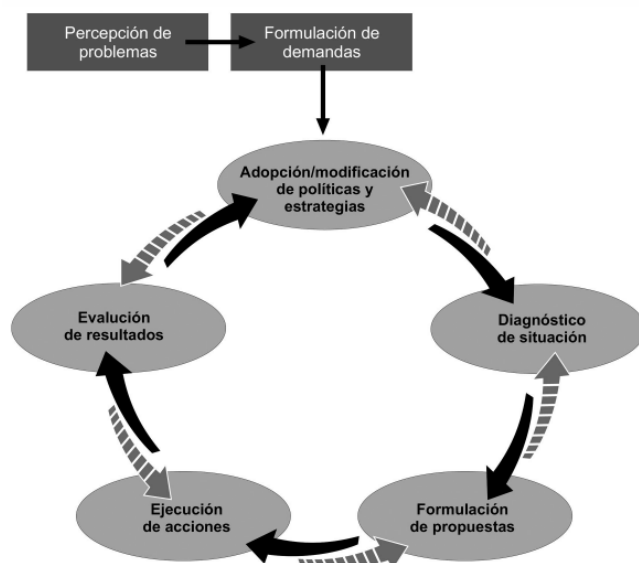 Percepción de
problemas
Formulación de
demandas
Adopción/modificación
de políticas y
estrategias
Evalución
de resultados
Diagnóstico
de situación
Ejecución
de acciones
Formulación
de propuestas